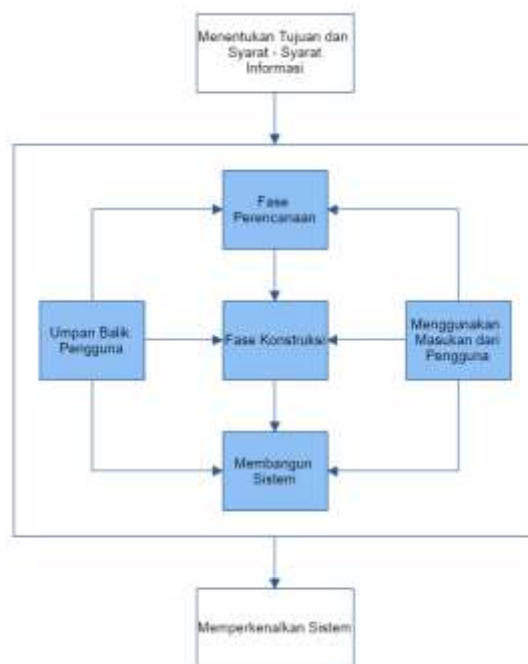 Menentukan Tujuan dan
Syarat - Syarat
Informasi
Fase
Perencanaan
Umpan Balik
Pengguna
Fase Konstruksi
Menggunakan
Masukan dari
Pengguna
Membangun
Sistem
Memperkenalkan Sistem